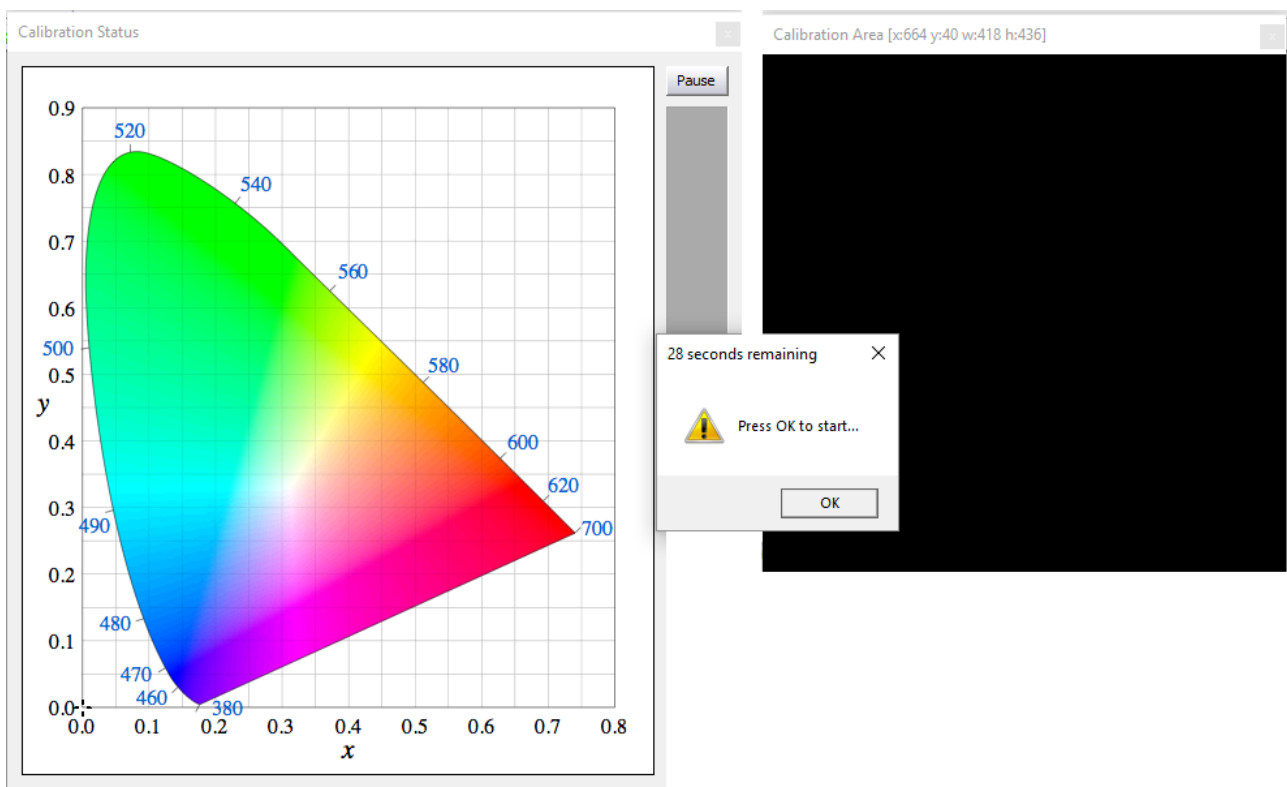 Calibration Status
Pause
0.9
0.8
0.7
0.6
0.5
0.4
0.3
0.2
0.1
0.0
y
520
540
560
500
580
600
620
490
700
480
470
460
380
0.0 0.1 0.2 0.3 0.4 0.5 0.6 0.7 0.8
x
Calibration Area [x:664 y:40 w:418 h:436]
28 seconds remaining
Press OK to start...
OK